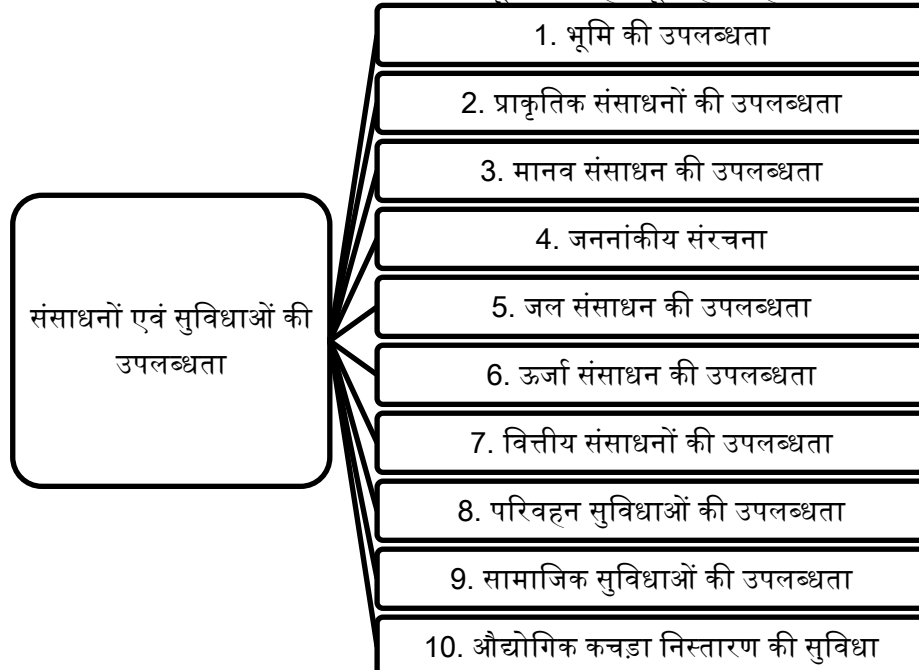 1. भूमि की उपलब्धता
2. प्राकृतिक संसाधनों की उपलब्धता
3. मानव संसाधन की उपलब्धता
4. जननांकीय संरचना
संसाधनों एवं सुविधाओं की
उपलब्धता
5. जल संसाधन की उपलब्धता
6. ऊर्जा संसाधन की उपलब्धता
7. वित्तीय संसाधनों की उपलब्धता
8. परिवहन सुविधाओं की उपलब्धता
9. सामाजिक सुविधाओं की उपलब्धता
10. औद्योगिक कचड़ा निस्तारण की सुविधा